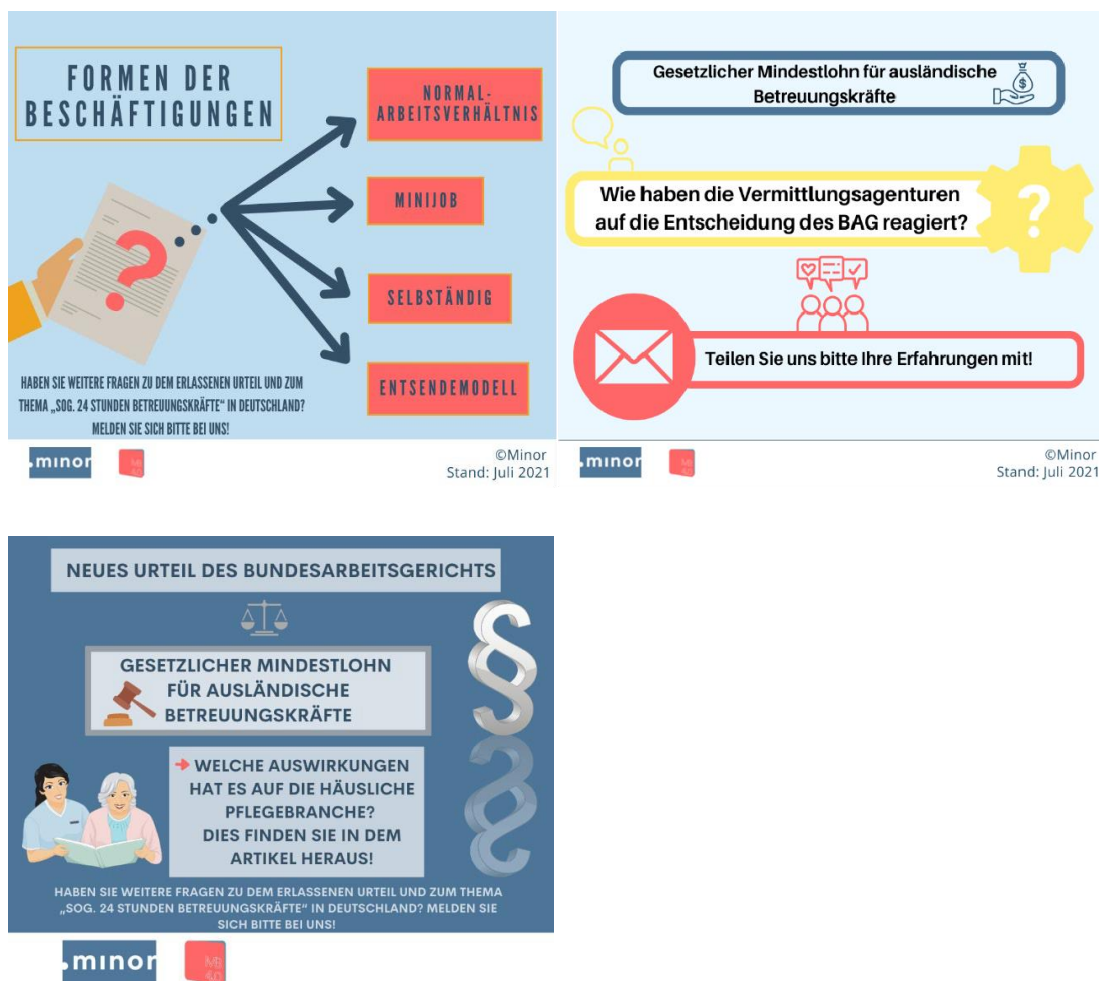 FORMEN DER
BESCHÄFTIGUNGEN
NORMAL-
ARBEITSVERHÄLTNIS
MINIJOB
SELBSTÄNDIG
ENTSENDEMODELL
?
HABEN SIE WEITERE FRAGEN ZU DEM ERLASSENEN URTEIL UND ZUM
THEMA „SOG. 24 STUNDEN BETREUUNGSKRÄFTE“ IN DEUTSCHLAND?
MELDEN SIE SICH BITTE BEI UNS!
minor
©Minor
Stand: Juli 2021
Gesetzlicher Mindestlohn für ausländische
Betreuungskräfte
$
Wie haben die Vermittlungsagenturen
auf die Entscheidung des BAG reagiert?
?
Teilen Sie uns bitte Ihre Erfahrungen mit!
minor
©Minor
Stand: Juli 2021
NEUES URTEIL DES BUNDESARBEITSGERICHTS
GESETZLICHER MINDESTLOHN
FÜR AUSLÄNDISCHE
BETREUUNGSKRÄFTE
§
§
WELCHE AUSWIRKUNGEN
HAT ES AUF DIE HÄUSLICHE
PFLEGEBRANCHE?
DIES FINDEN SIE IN DEM
ARTIKEL HERAUS!
HABEN SIE WEITERE FRAGEN ZU DEM ERLASSENEN URTEIL UND ZUM THEMA
„SOG. 24 STUNDEN BETREUUNGSKRÄFTE“ IN DEUTSCHLAND? MELDEN SIE
SICH BITTE BEI UNS!
minor